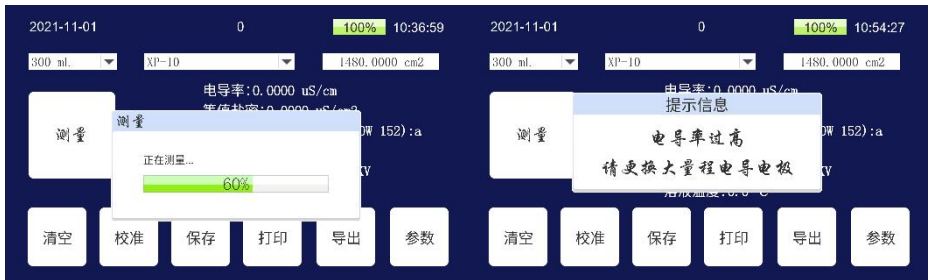 2021-11-01 0 100% 10:36:59
300 ml. XP-10 1480.0000 cm2
电导率:0.0000 uS/cm
测量
测量
OW 152):a
正在测量...
60%
清空 校准 保存 打印 导出 参数
2021-11-01 0 100% 10:54:27
300 ml. XP-10 1480.0000 cm2
电导率:0.0000 uS/cm
提示信息
测量
电导率过高
请更换大量程电导电极
OW 152):a
清空 校准 保存 打印 导出 参数